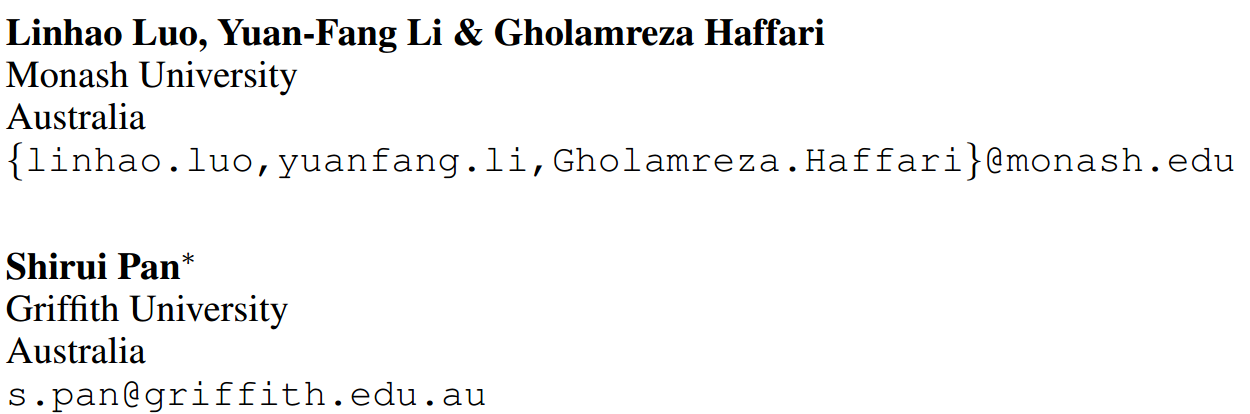 Linhao Luo, Yuan-Fang Li & Gholamreza Haffari
Monash University
Australia
{linhao.luo,yuanfang.li,Gholamreza.Haffari}@monash.edu
Shirui Pan*
Griffith University
Australia
s.pan@griffith.edu.au